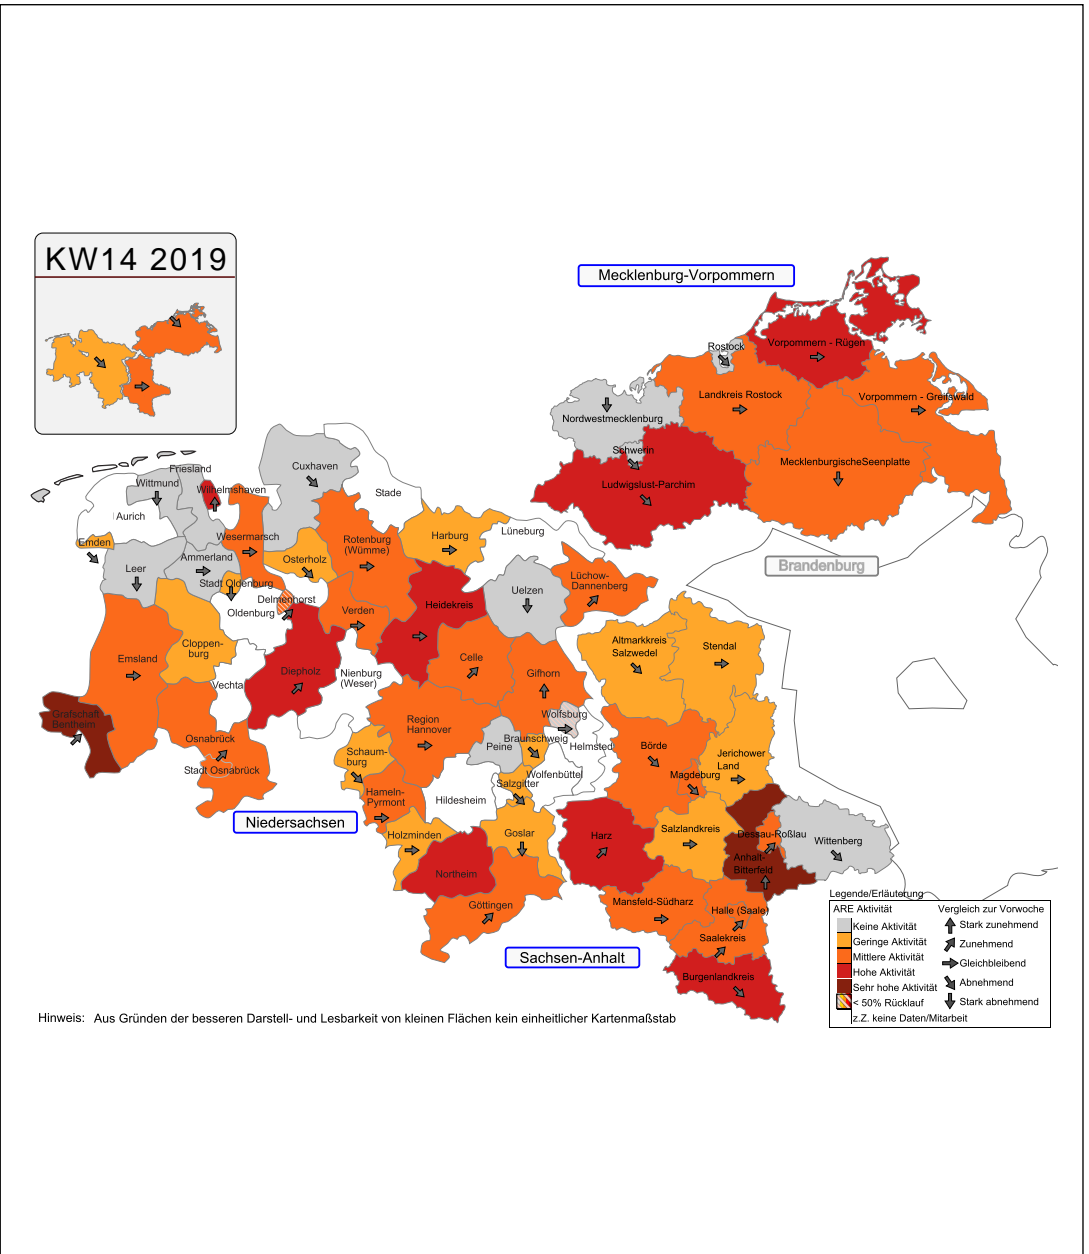 KW14 2019
Mecklenburg-Vorpommern
Rostock
Vorpommern - Rügen
Landkreis Rostock
Vorpommern - Greifswald
Nordwestmecklenburg
Schwerin
MecklenburgischeSeenplatte
Ludwigslust-Parchim
Brandenburg
Friesland
Cuxhaven
Wittmund
Wilhelmshaven
Stade
Aurich
Emden
Wesermarsch
Rotenburg
(Wümme)
Harburg
Lüneburg
Leer
Ammerland
Osterholz
Stadt Oldenburg
Delmenhorst
Oldenburg
Verden
Heidekreis
Uelzen
Lüchow-
Dannenberg
Cloppen-
burg
Emsland
Vechta
Diepholz
Nienburg
(Weser)
Celle
Gifhorn
Altmarkkreis
Salzwedel
Stendal
Grafschaft
Bentheim
Osnabrück
Stadt Osnabrück
Region
Hannover
Wolfsburg
Peine
Braunschweig
Helmsted
Schaum-
burg
Wolfenbüttel
Salzgitter
Börde
Jerichower
Land
Magdeburg
Hameln-
Pyrmont
Hildesheim
Niedersachsen
Holzminden
Goslar
Harz
Salzlandkreis
Dessau-Roßlau
Wittenberg
Anhalt-
Bitterfeld
Northeim
Göttingen
Mansfeld-Südharz
Halle (Saale)
Saalekreis
Sachsen-Anhalt
Burgenlandkreis
Legende/Erläuterung
ARE Aktivität Vergleich zur Vorwoche
Keine Aktivität Stark zunehmend
Geringe Aktivität Zunehmend
Mittlere Aktivität Gleichbleibend
Hohe Aktivität Abnehmend
Sehr hohe Aktivität Stark abnehmend
< 50% Rücklauf
z.Z. keine Daten/Mitarbeit
Hinweis: Aus Gründen der besseren Darstell- und Lesbarkeit von kleinen Flächen kein einheitlicher Kartenmaßstab